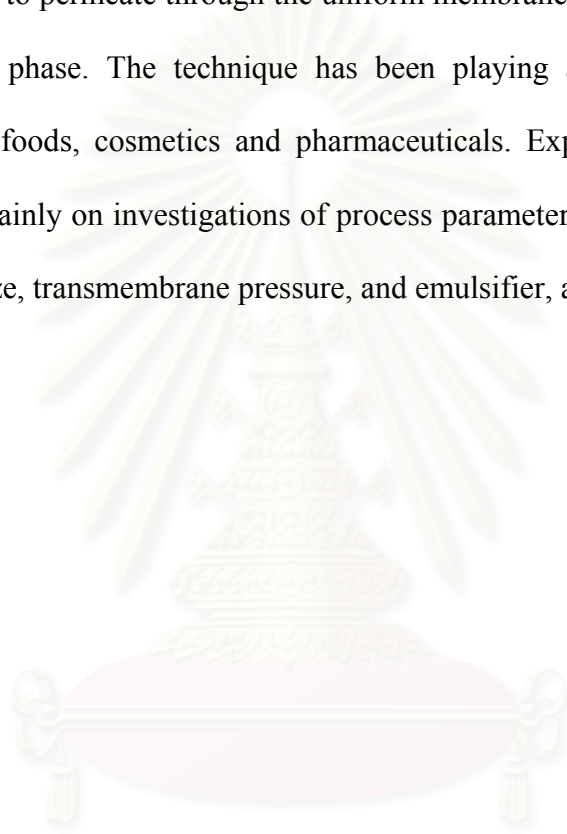 to permeate through the uniform membrane
phase. The technique has been playing
foods, cosmetics and pharmaceuticals.
ainly on investigations of process parameter
ze, transmembrane pressure, and emulsifier,